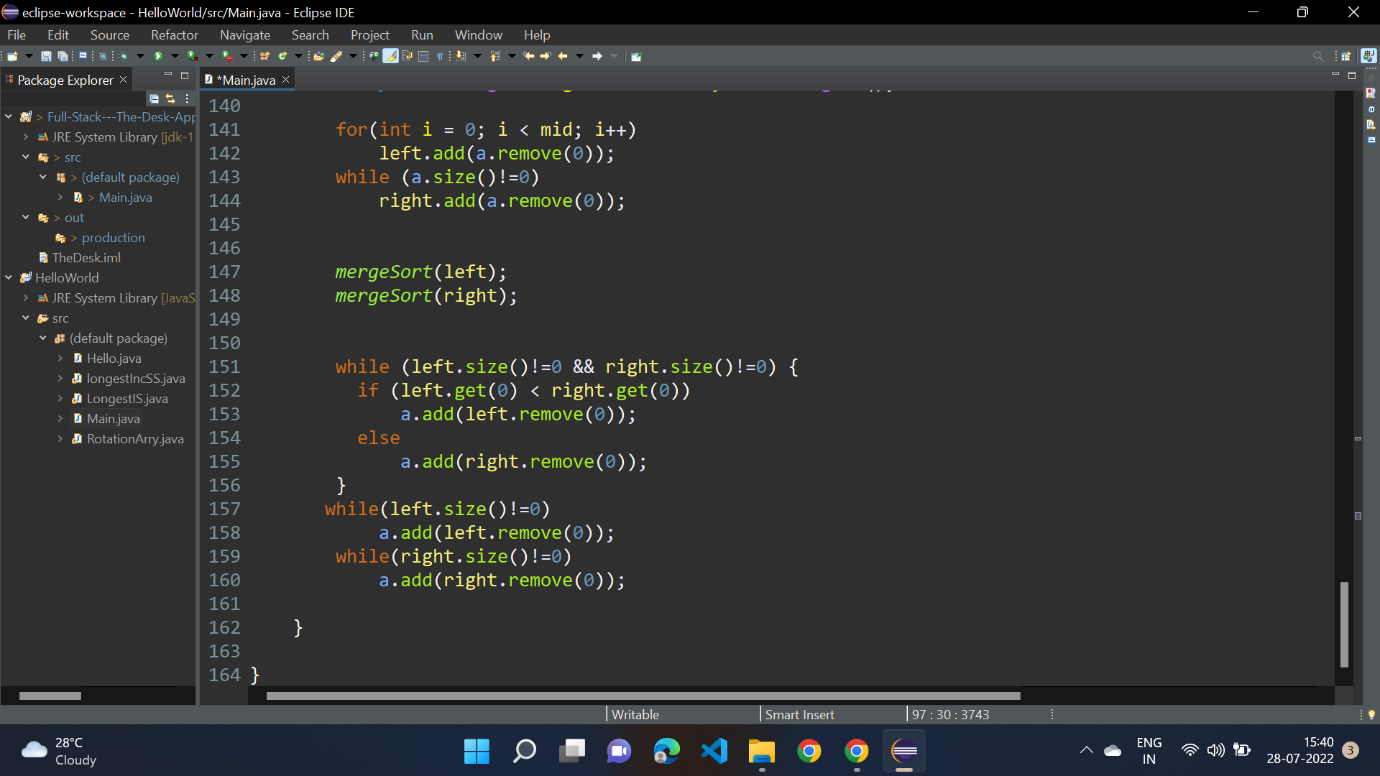 eclipse-workspace - HelloWorld/src/Main.java - Eclipse IDE
File Edit Source Refactor Navigate Search Project Run Window Help
Package Explorer
*Main.java
> Full-Stack---The-Desk-App
JRE System Library [jdk-1
> src
> (default package)
> Main.java
> out
> production
TheDesk.iml
HelloWorld
JRE System Library [JavaS
src
(default package)
Hello.java
longestIncSS.java
LongestIS.java
Main.java
RotationArry.java
140
141 for(int i = 0; i < mid; i++)
142 left.add(a.remove(0));
143 while (a.size()!=0)
144 right.add(a.remove(0));
145
146
147 mergeSort(left);
148 mergeSort(right);
149
150
151 while (left.size()!=0 && right.size()!=0) {
152 if (left.get(0) < right.get(0))
153 a.add(left.remove(0));
154 else
155 a.add(right.remove(0));
156 }
157 while(left.size()!=0)
158 a.add(left.remove(0));
159 while(right.size()!=0)
160 a.add(right.remove(0));
161
162 }
163
164 }
Writable Smart Insert 97 : 30 : 3743
28°C
Cloudy
ENG
IN
15:40
28-07-2022
3